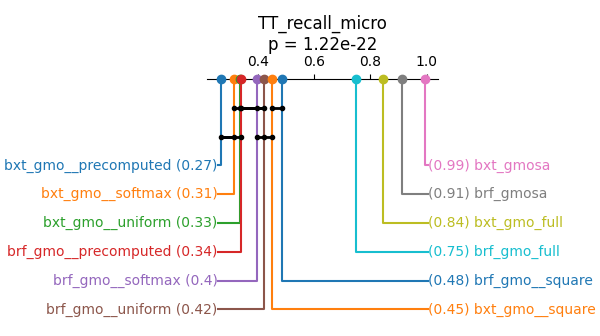 TT_recall_micro
p = 1.22e-22
0.4 0.6 0.8 1.0
bxt_gmo__precomputed (0.27) (0.99) bxt_gmosa
bxt_gmo__softmax (0.31) (0.91) brf_gmosa
bxt_gmo__uniform (0.33) (0.84) bxt_gmo_full
brf_gmo__precomputed (0.34) (0.75) brf_gmo_full
brf_gmo__softmax (0.4) (0.48) brf_gmo__square
brf_gmo__uniform (0.42) (0.45) bxt_gmo__square